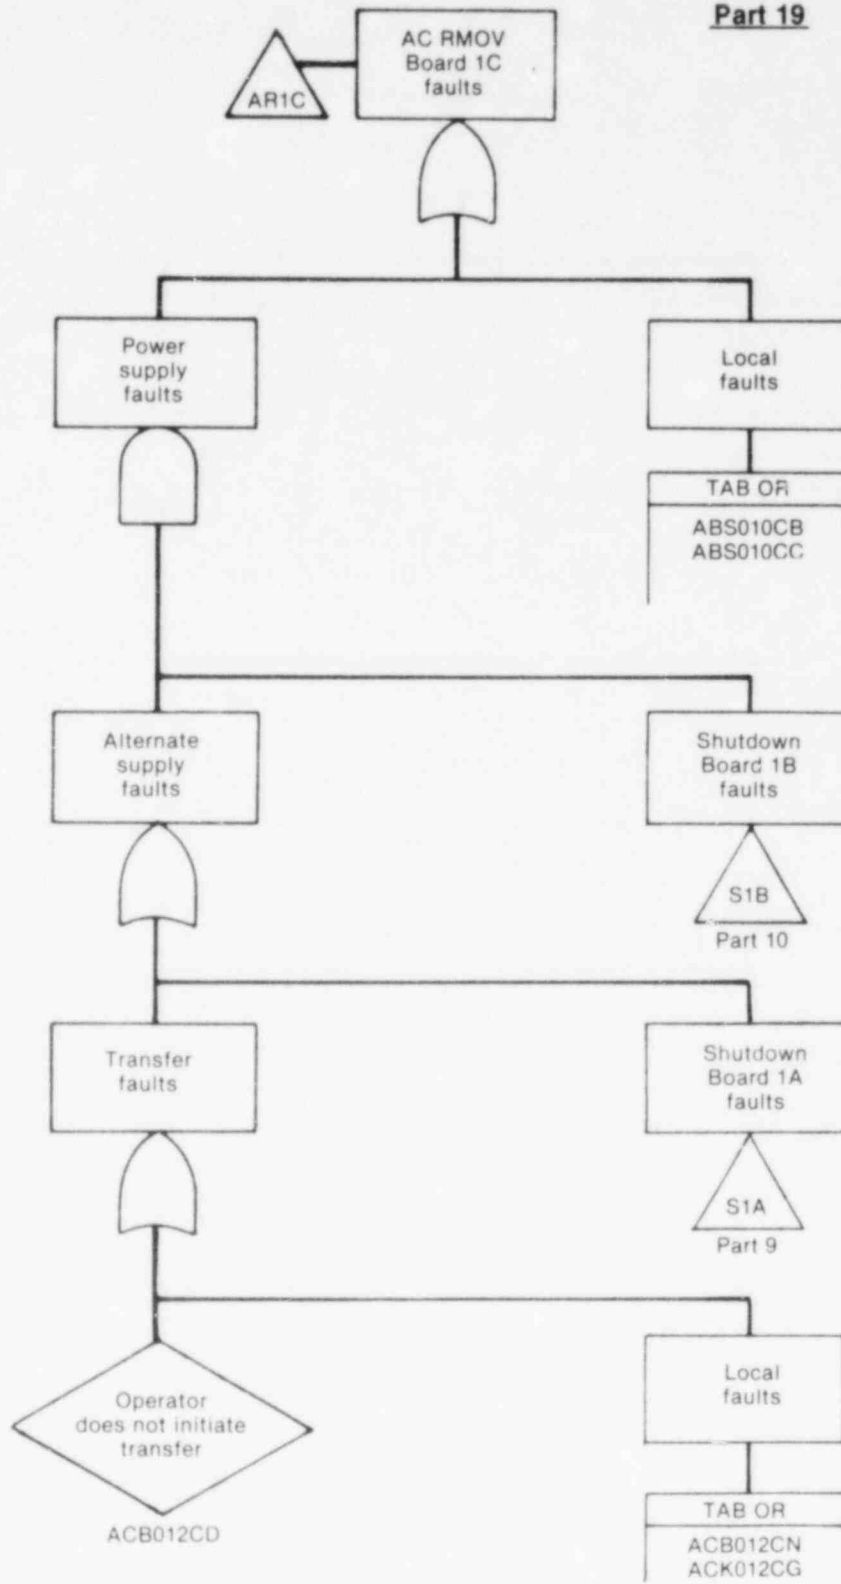 Part 19
AC RMOV
Board 1C
faults
AR1C
Power
supply
faults
Local
faults
TAB OR
ABS010CB
ABS010CC
Alternate
supply
faults
Shutdown
Board 1B
faults
S1B
Part 10
Transfer
faults
Shutdown
Board 1A
faults
S1A
Part 9
Operator
does not initiate
transfer
ACB012CD
Local
faults
TAB OR
ACB012CN
ACK012CG